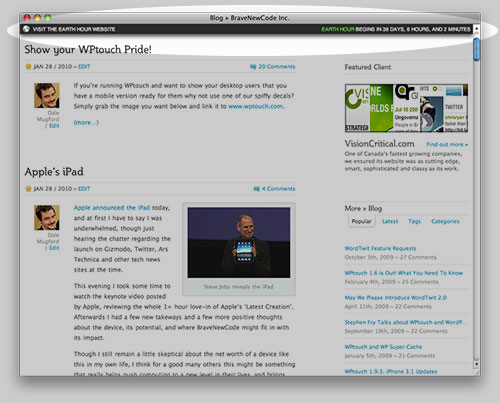 Blog » BraveNewCode Inc.
VISIT THE EARTH HOUR WEBSITE
EARTH HOUR BEGINS IN 38 DAYS, 6 HOURS, AND 2 MINUTES
Show your WPtouch Pride!
JAN 28 / 2010 ~ EDIT
20 Comments
Dale
Mugford
/ Edit
If you're running WPtouch and want to show your desktop users that you
have a mobile version ready for them why not use one of our spiffy decals?
Simply grab the image you want below and link it to www.wptouch.com.
(more...)
Apple's iPad
JAN 28 / 2010 ~ EDIT
4 Comments
Dale
Mugford
/ Edit
Apple announced the iPad today,
and at first I have to say I was
underwhelmed, though just
hearing the chatter regarding the
launch on Gizmodo, Twitter, Ars
Technica and other tech news
sites at the time.
Steve Jobs reveals the iPad
This evening I took some time to
watch the keynote video posted
by Apple, reviewing the whole 1+ hour love-in of Apple's 'Latest Creation'.
Afterwards I had a few new takeaways and a few more positive thoughts
about the device, its potential, and where BraveNewCode might fit in with
its impact.
Though I still remain a little skeptical about the net worth of a device like
this in my own life, I think for a good many others this might be something
that really helps push computing to a new level in their lives, and brings
Featured Client
TWITTER
VisionCritical.com
Find out more »
One of Canada's fastest growing companies,
we ensured its website was as cutting edge,
smart, sophisticated and classy as its work.
More » Blog
Popular
Latest
Tags
Categories
WordTwit Feature Requests
October 5th, 2009 ~ 27 Comments
WPtouch 1.6 Is Out! What You Need To Know
February 4th, 2009 ~ 25 Comments
May We Please Introduce WordTwit 2.0
April 11th, 2009 ~ 22 Comments
Stephen Fry Talks about WPtouch and WordP...
September 19th, 2009 ~ 22 Comments
WPtouch and WP Super Cache
January 5th, 2009 ~ 21 Comments
WPtouch 1.9.3, iPhone 3.1 Updates